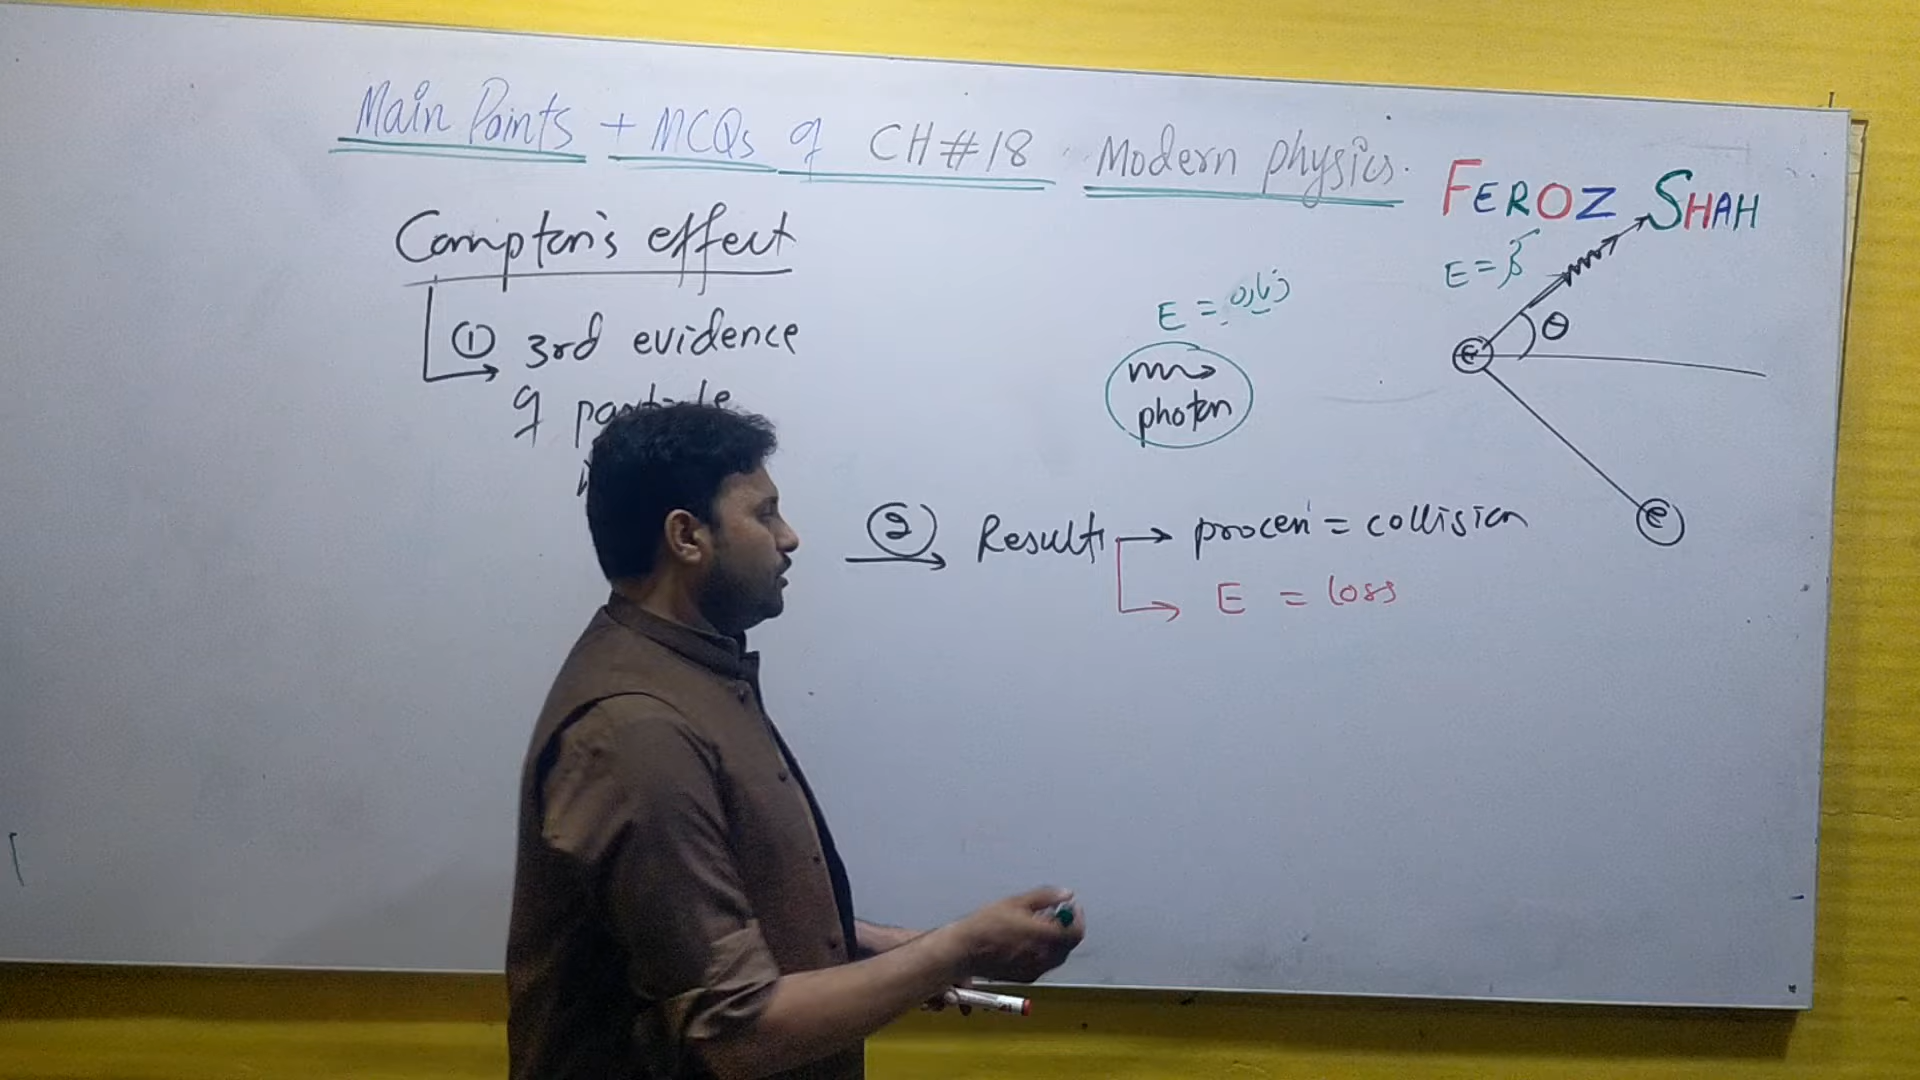 Main Points + MCQs of CH#18 Modern physics.
FEROZ SHAH
Compton's effect
① 3rd evidence
of particle
E = زیادہ
photon
E =
θ
e
e
② Result → process = collision
E = loss